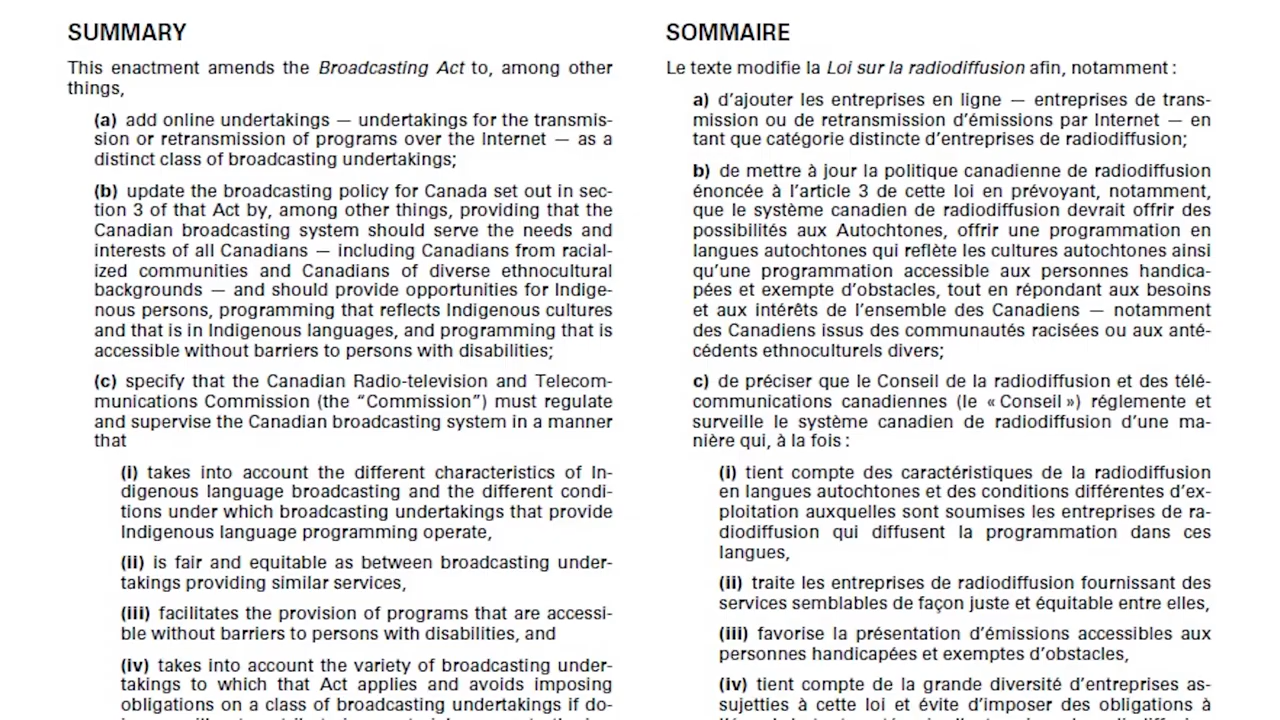 SUMMARY
This enactment amends the Broadcasting Act to, among other
things,
(a) add online undertakings — undertakings for the transmis-
sion or retransmission of programs over the Internet — as a
distinct class of broadcasting undertakings;
(b) update the broadcasting policy for Canada set out in sec-
tion 3 of that Act by, among other things, providing that the
Canadian broadcasting system should serve the needs and
interests of all Canadians — including Canadians from racial-
ized communities and Canadians of diverse ethnocultural
backgrounds — and should provide opportunities for Indige-
nous persons, programming that reflects Indigenous cultures
and that is in Indigenous languages, and programming that is
accessible without barriers to persons with disabilities;
(c) specify that the Canadian Radio-television and Telecom-
munications Commission (the “Commission”) must regulate
and supervise the Canadian broadcasting system in a manner
that
(i) takes into account the different characteristics of In-
digenous language broadcasting and the different condi-
tions under which broadcasting undertakings that provide
Indigenous language programming operate,
(ii) is fair and equitable as between broadcasting under-
takings providing similar services,
(iii) facilitates the provision of programs that are accessi-
ble without barriers to persons with disabilities, and
(iv) takes into account the variety of broadcasting under-
takings to which that Act applies and avoids imposing
obligations on a class of broadcasting undertakings if do-
SOMMAIRE
Le texte modifie la Loi sur la radiodiffusion afin, notamment :
a) d’ajouter les entreprises en ligne — entreprises de trans-
mission ou de retransmission d’émissions par Internet — en
tant que catégorie distincte d’entreprises de radiodiffusion;
b) de mettre à jour la politique canadienne de radiodiffusion
énoncée à l’article 3 de cette loi en prévoyant, notamment,
que le système canadien de radiodiffusion devrait offrir des
possibilités aux Autochtones, offrir une programmation en
langues autochtones qui reflète les cultures autochtones ainsi
qu’une programmation accessible aux personnes handica-
pées et exempte d’obstacles, tout en répondant aux besoins
et aux intérêts de l’ensemble des Canadiens — notamment
des Canadiens issus des communautés racisées ou aux anté-
cédents ethnoculturels divers;
c) de préciser que le Conseil de la radiodiffusion et des télé-
communications canadiennes (le « Conseil ») réglemente et
surveille le système canadien de radiodiffusion d’une ma-
nière qui, à la fois :
(i) tient compte des caractéristiques de la radiodiffusion
en langues autochtones et des conditions différentes d’ex-
ploitation auxquelles sont soumises les entreprises de ra-
diodiffusion qui diffusent la programmation dans ces
langues,
(ii) traite les entreprises de radiodiffusion fournissant des
services semblables de façon juste et équitable entre elles,
(iii) favorise la présentation d’émissions accessibles aux
personnes handicapées et exemptes d’obstacles,
(iv) tient compte de la grande diversité d’entreprises as-
sujetties à cette loi et évite d’imposer des obligations à